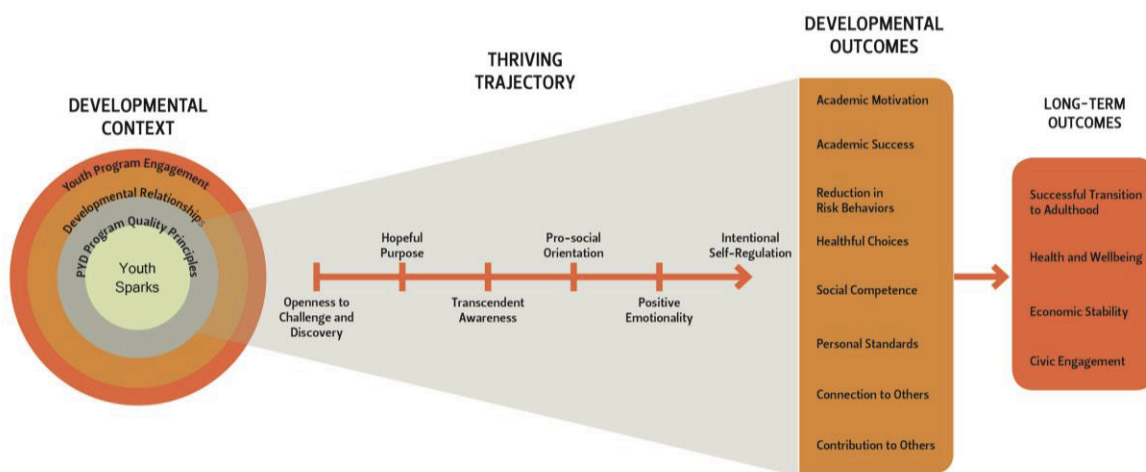 DEVELOPMENTAL
CONTEXT
Youth Program Engagement
Developmental Relationships
PYD Program Quality Principles
Youth
Sparks
THRIVING
TRAJECTORY
Hopeful
Purpose
Pro-social
Orientation
Intentional
Self-Regulation
Openness to
Challenge and
Discovery
Transcendent
Awareness
Positive
Emotionality
DEVELOPMENTAL
OUTCOMES
Academic Motivation
Academic Success
Reduction in
Risk Behaviors
Healthful Choices
Social Competence
Personal Standards
Connection to Others
Contribution to Others
LONG-TERM
OUTCOMES
Successful Transition
to Adulthood
Health and Wellbeing
Economic Stability
Civic Engagement